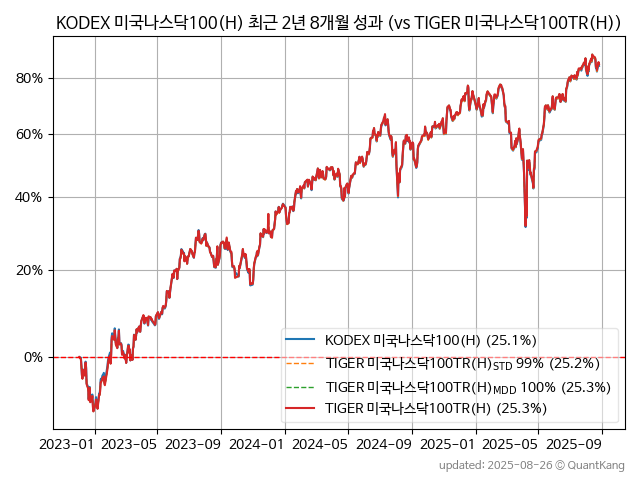 KODEX 미국나스닥100(H) 최근 2년 8개월 성과 (vs TIGER 미국나스닥100TR(H))
80%
60%
40%
20%
0%
KODEX 미국나스닥100(H) (25.1%)
TIGER 미국나스닥100TR(H)STD 99% (25.2%)
TIGER 미국나스닥100TR(H)MDD 100% (25.3%)
TIGER 미국나스닥100TR(H) (25.3%)
2023-01 2023-05 2023-09 2024-01 2024-05 2024-09 2025-01 2025-05 2025-09
updated: 2025-08-26 © QuantKang